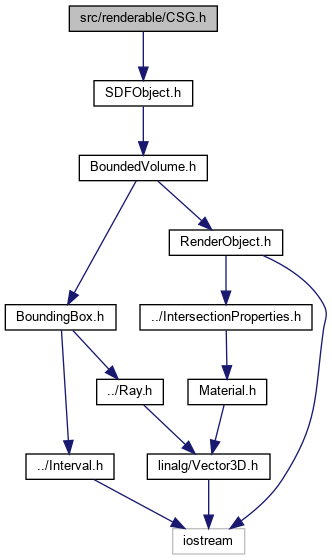 src/renderable/CSG.h
SDFObject.h
BoundedVolume.h
RenderObject.h
BoundingBox.h
../IntersectionProperties.h
../Ray.h
Material.h
../Interval.h
linalg/Vector3D.h
iostream